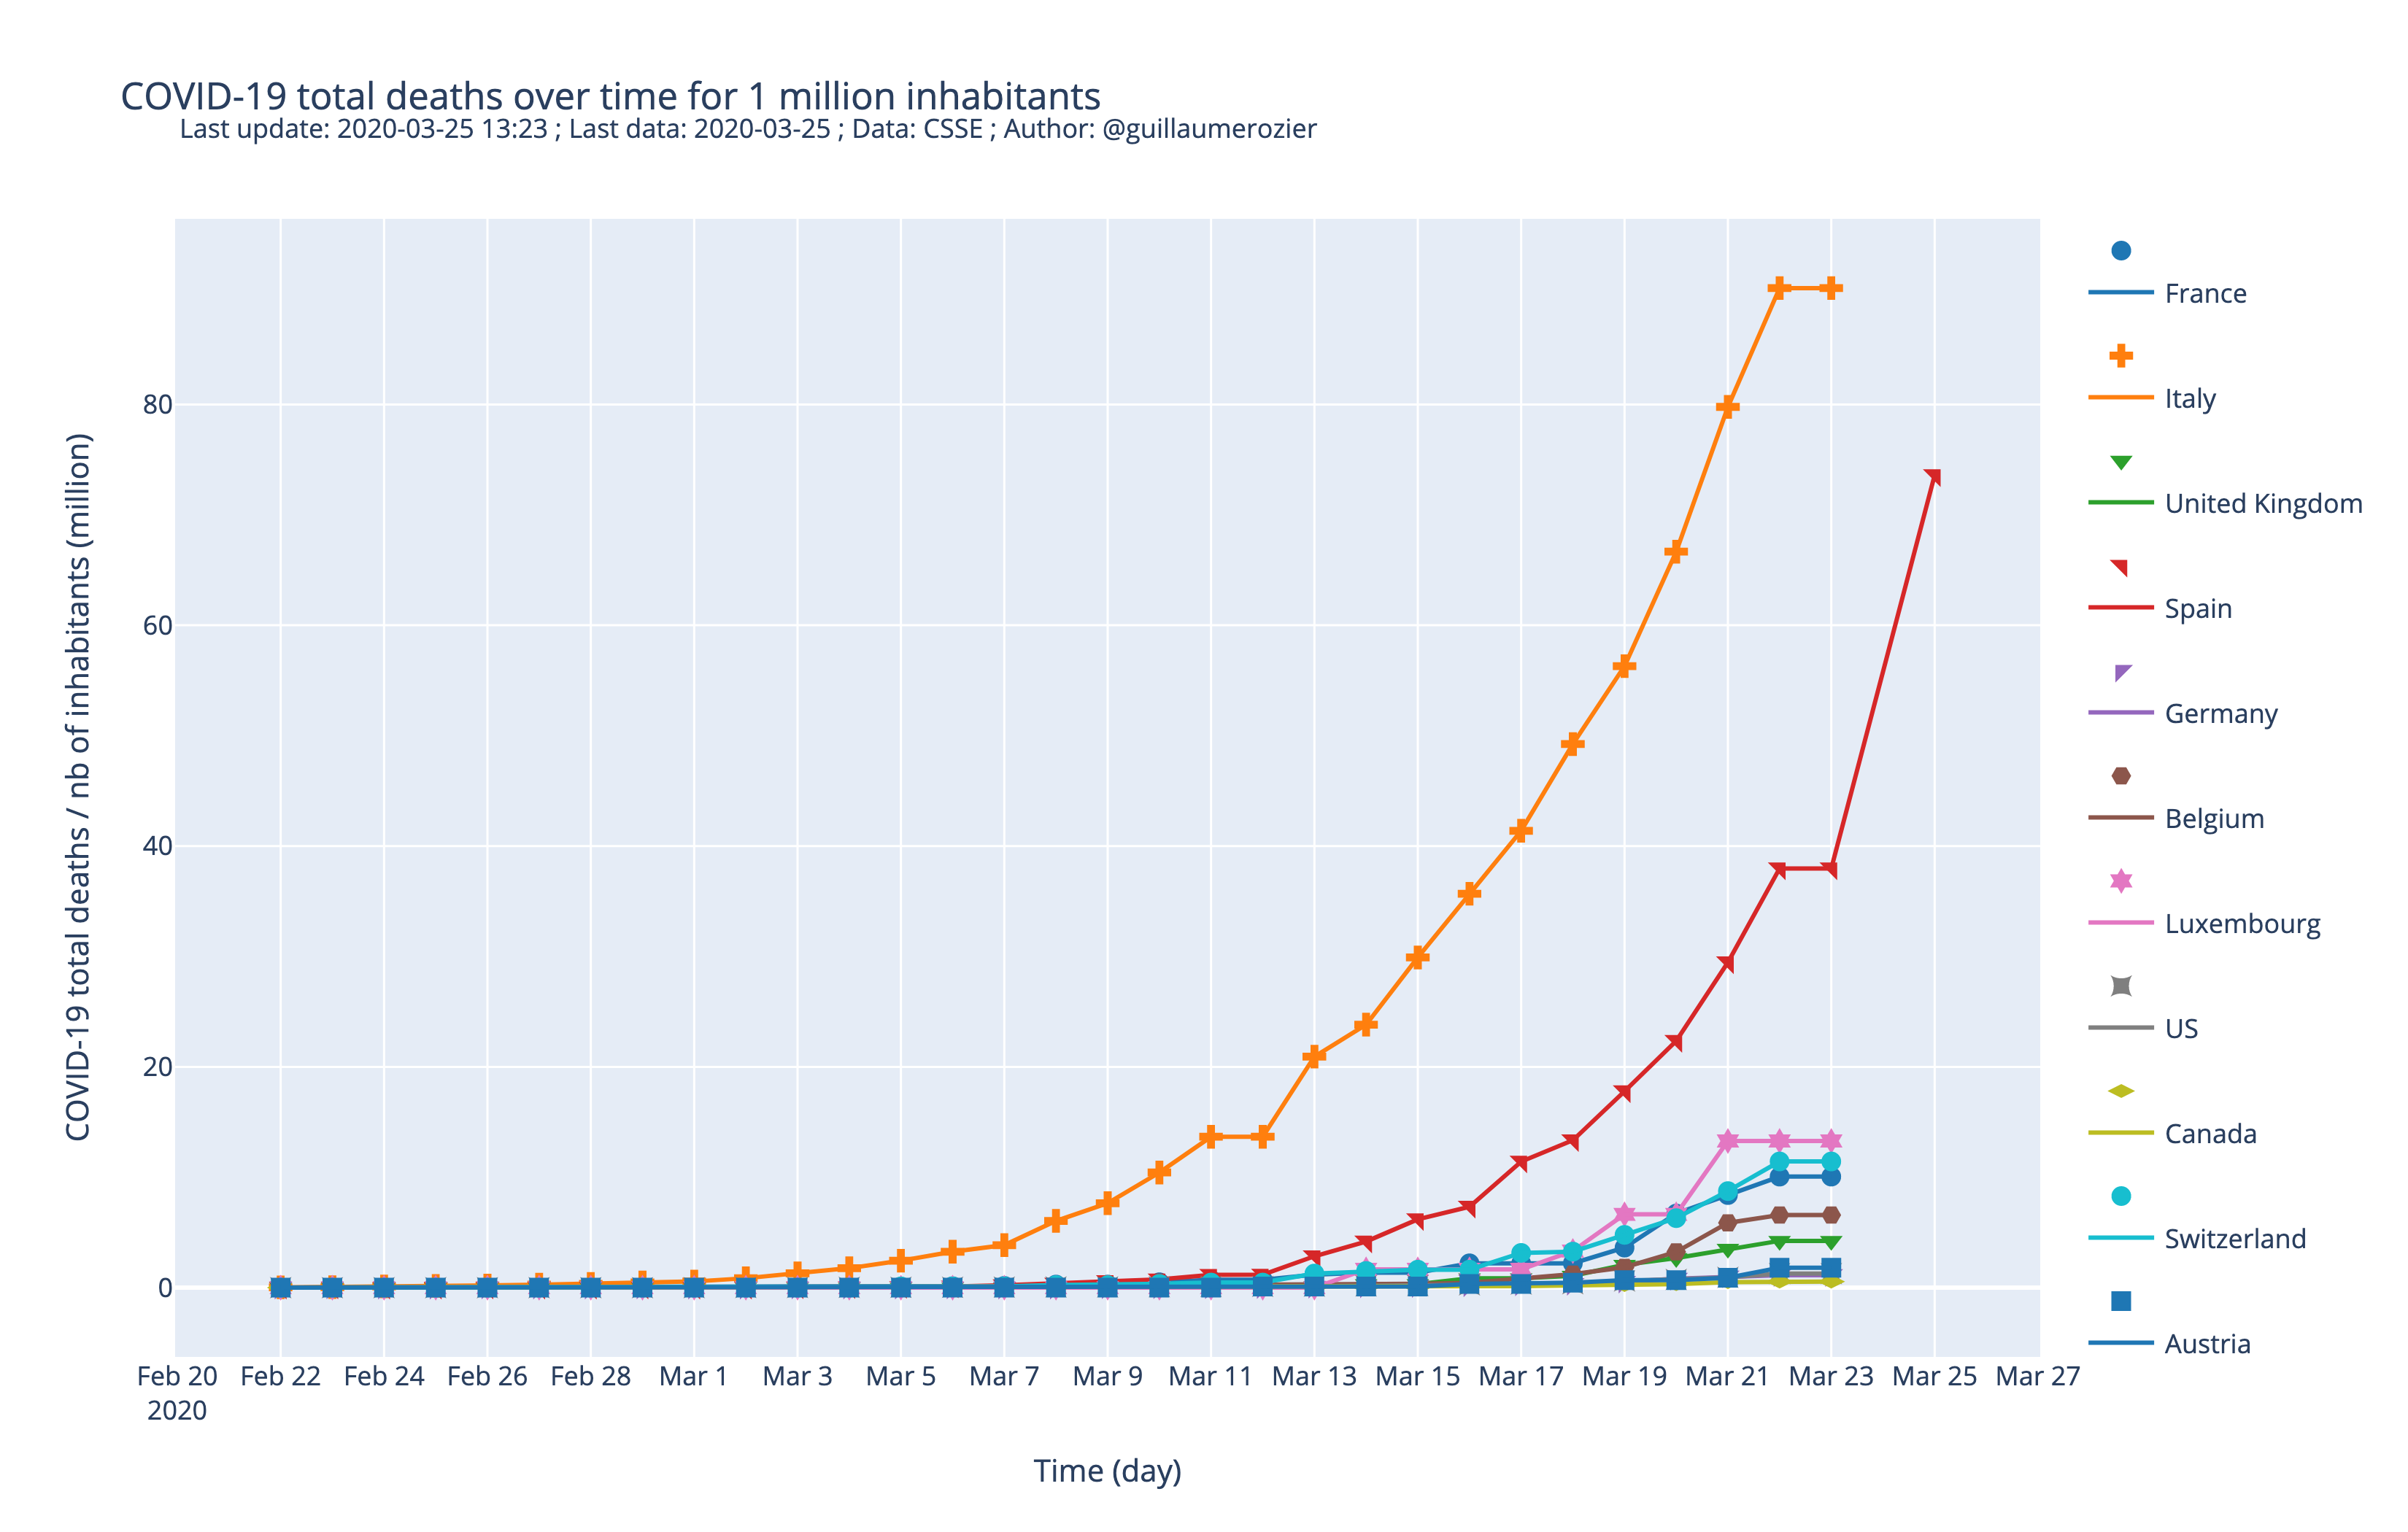 COVID-19 total deaths over time for 1 million inhabitants
Last update: 2020-03-25 13:23 ; Last data: 2020-03-25 ; Data: CSSE ; Author: @guillaumerozier
COVID-19 total deaths / nb of inhabitants (million)
80
60
40
20
0
Feb 20 Feb 22 Feb 24 Feb 26 Feb 28 Mar 1 Mar 3 Mar 5 Mar 7 Mar 9 Mar 11 Mar 13 Mar 15 Mar 17 Mar 19 Mar 21 Mar 23 Mar 25 Mar 27
2020
Time (day)
France
Italy
United Kingdom
Spain
Germany
Belgium
Luxembourg
US
Canada
Switzerland
Austria